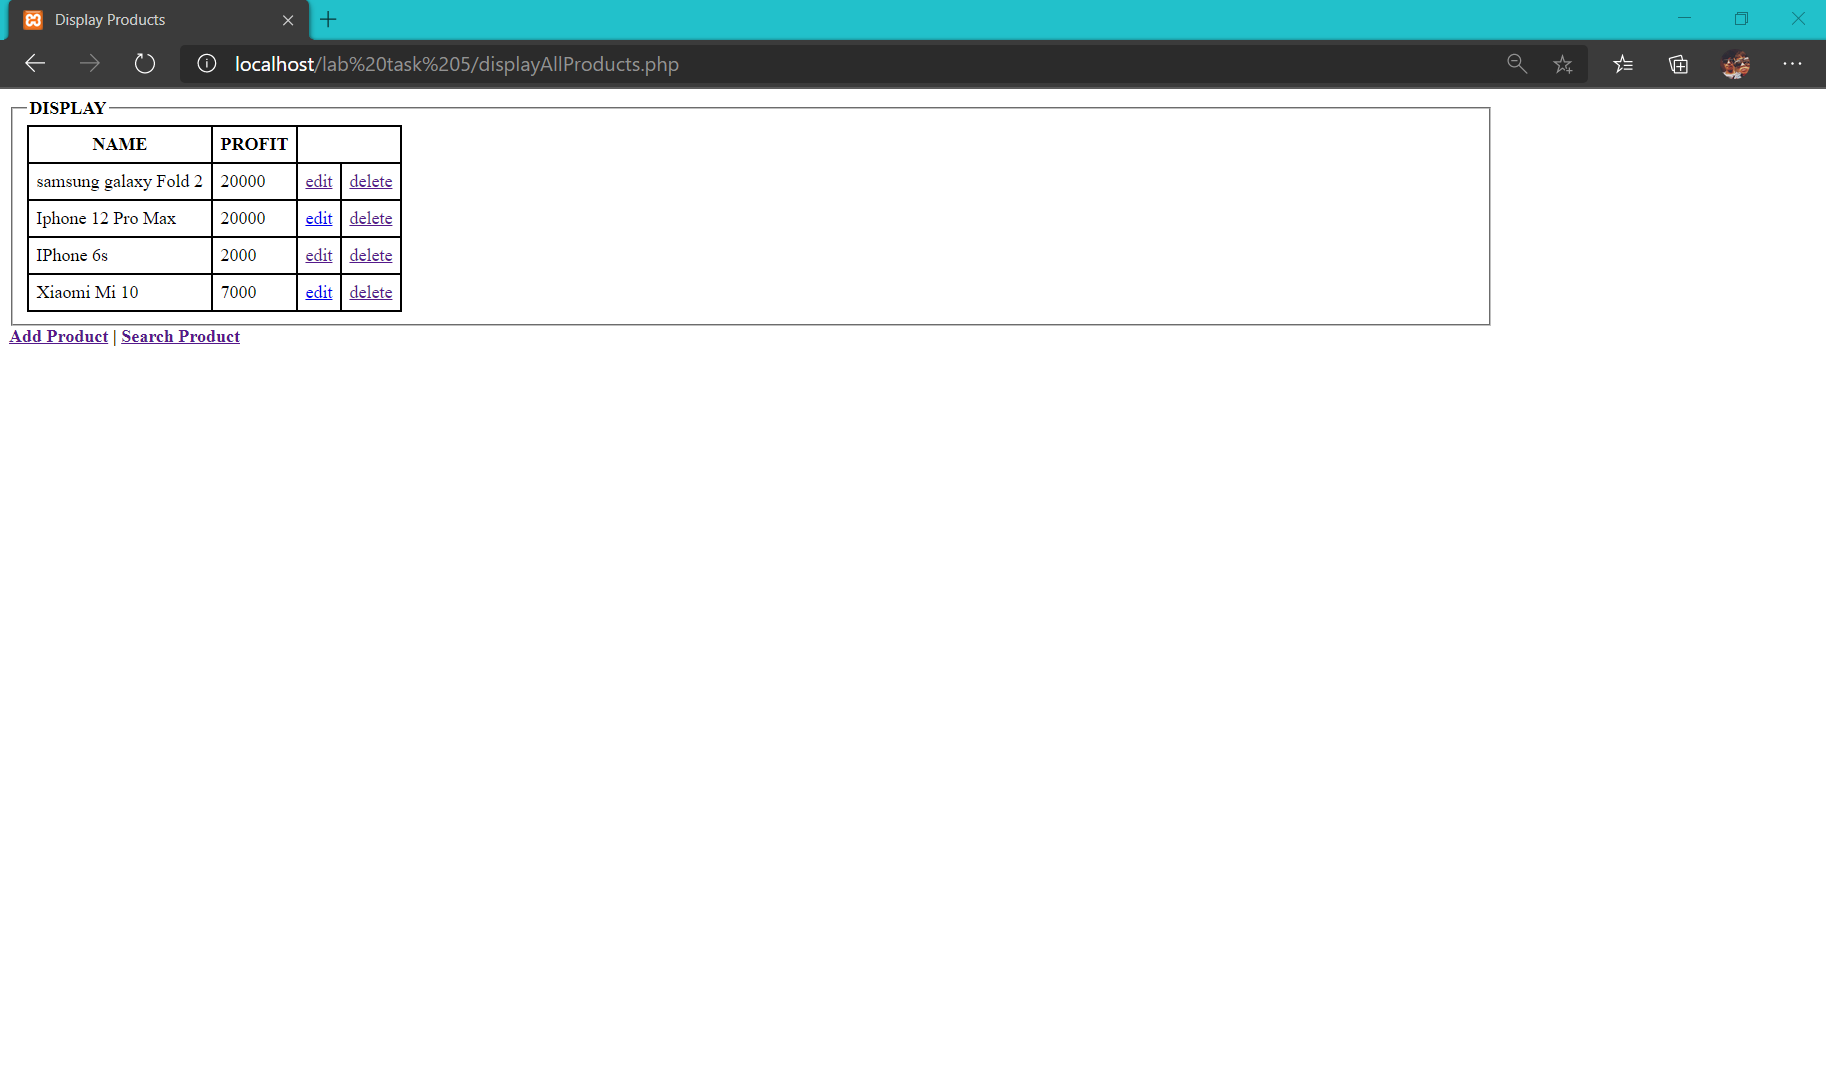 Display Products
localhost/lab%20task%205/displayAllProducts.php
DISPLAY
NAME PROFIT
samsung galaxy Fold 2 20000 edit delete
Iphone 12 Pro Max 20000 edit delete
IPhone 6s 2000 edit delete
Xiaomi Mi 10 7000 edit delete
Add Product | Search Product